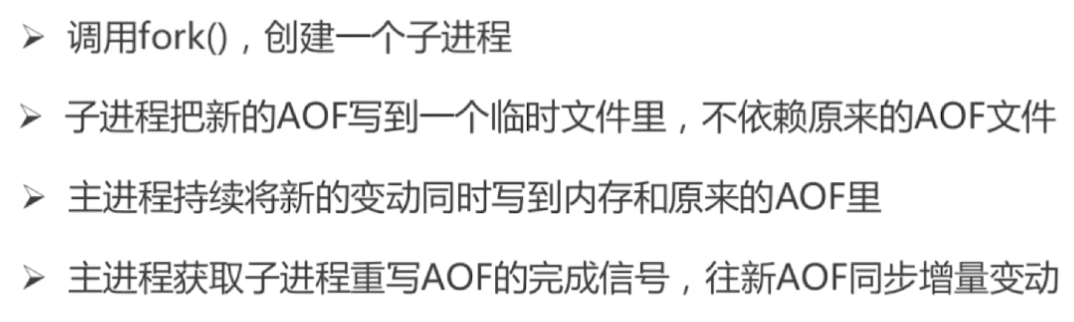 ➢ 调用fork()，创建一个子进程
➢ 子进程把新的AOF写到一个临时文件里，不依赖原来的AOF文件
➢ 主进程持续将新的变动同时写到内存和原来的AOF里
➢ 主进程获取子进程重写AOF的完成信号，往新AOF同步增量变动